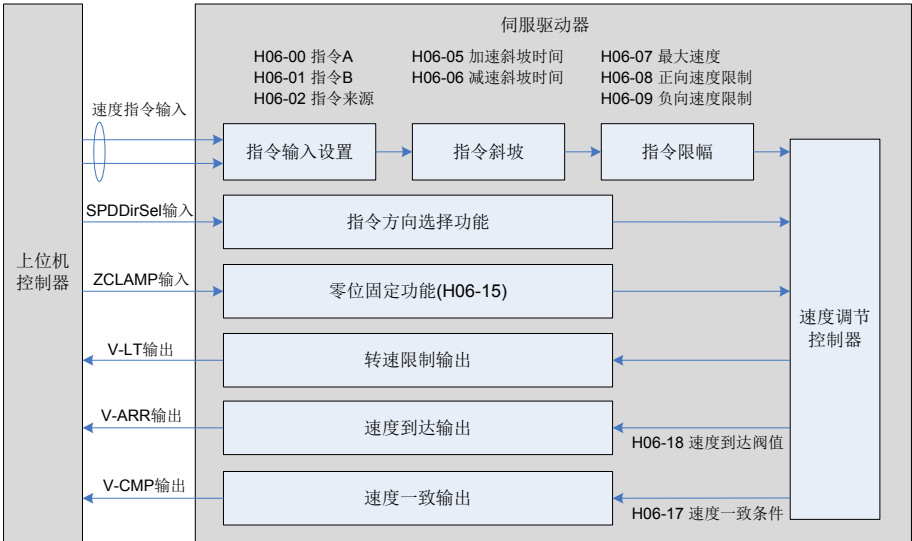 伺服驱动器
H06-00 指令A
H06-01 指令B
H06-02 指令来源
H06-05 加速斜坡时间
H06-06 减速斜坡时间
H06-07 最大速度
H06-08 正向速度限制
H06-09 负向速度限制
速度指令输入
指令输入设置
指令斜坡
指令限幅
SPDDirSel输入
指令方向选择功能
上位机
控制器
ZCLAMP输入
零位固定功能(H06-15)
速度调节
控制器
V-LT输出
转速限制输出
V-ARR输出
速度到达输出
H06-18 速度到达阀值
V-CMP输出
速度一致输出
H06-17 速度一致条件